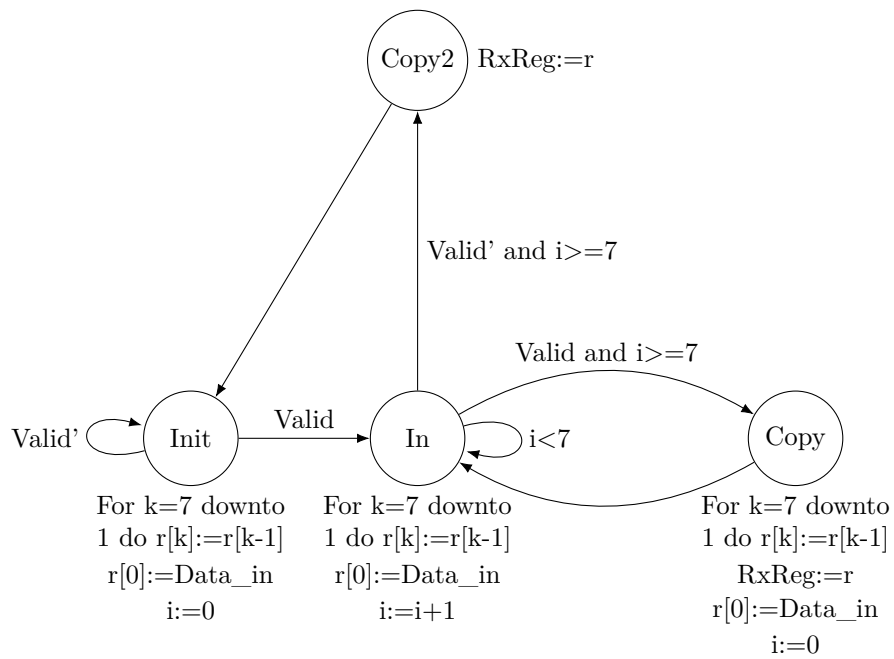 Copy2
RxReg:=r
Valid' and i>=7
Valid and i>=7
Valid'
Init
Valid
In
i<7
Copy
For k=7 downto
1 do r[k]:=r[k-1]
r[0]:=Data_in
i:=0
For k=7 downto
1 do r[k]:=r[k-1]
r[0]:=Data_in
i:=i+1
For k=7 downto
1 do r[k]:=r[k-1]
RxReg:=r
r[0]:=Data_in
i:=0